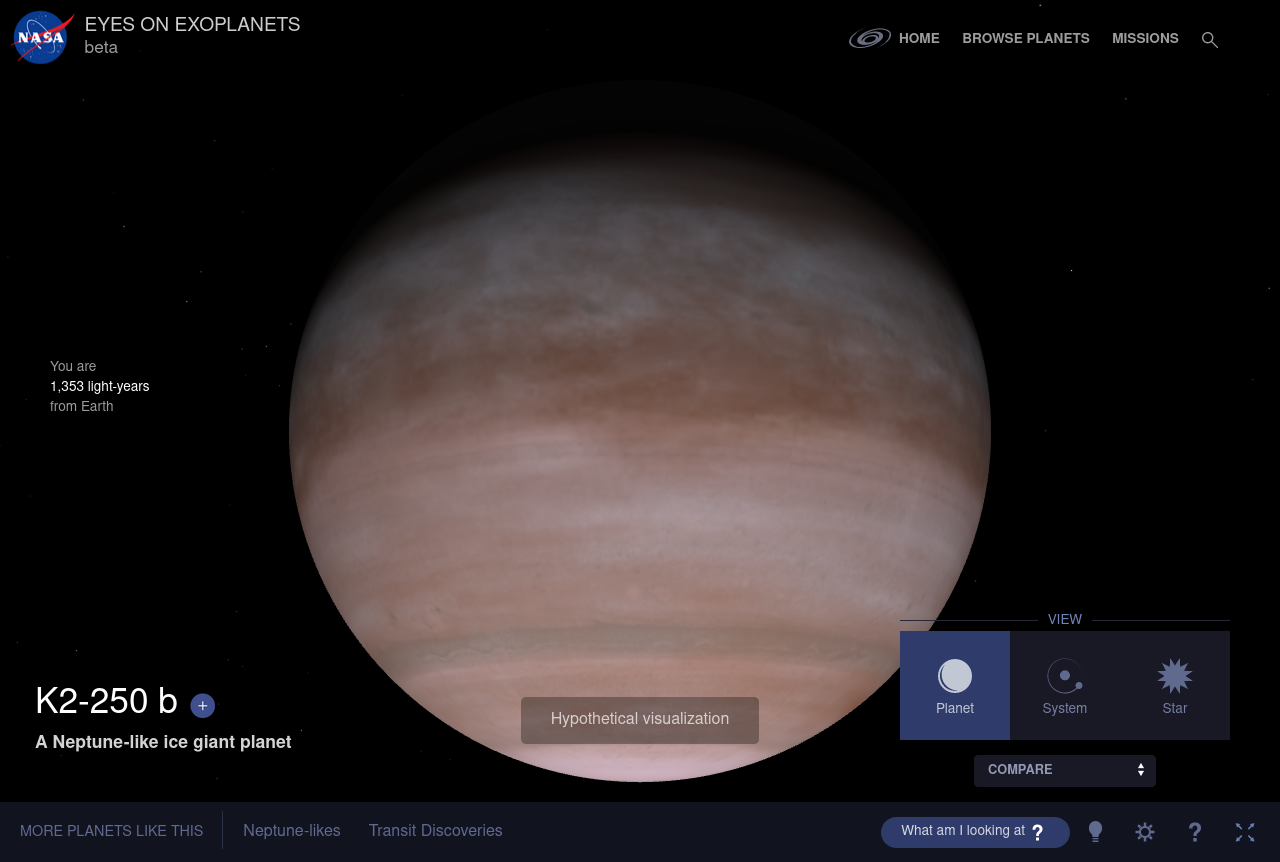 NASA
EYES ON EXOPLANETS
beta
HOME
BROWSE PLANETS
MISSIONS
You are
1,353 light-years
from Earth
VIEW
Planet
System
Star
K2-250 b +
A Neptune-like ice giant planet
Hypothetical visualization
COMPARE
MORE PLANETS LIKE THIS
Neptune-likes
Transit Discoveries
What am I looking at ?
?